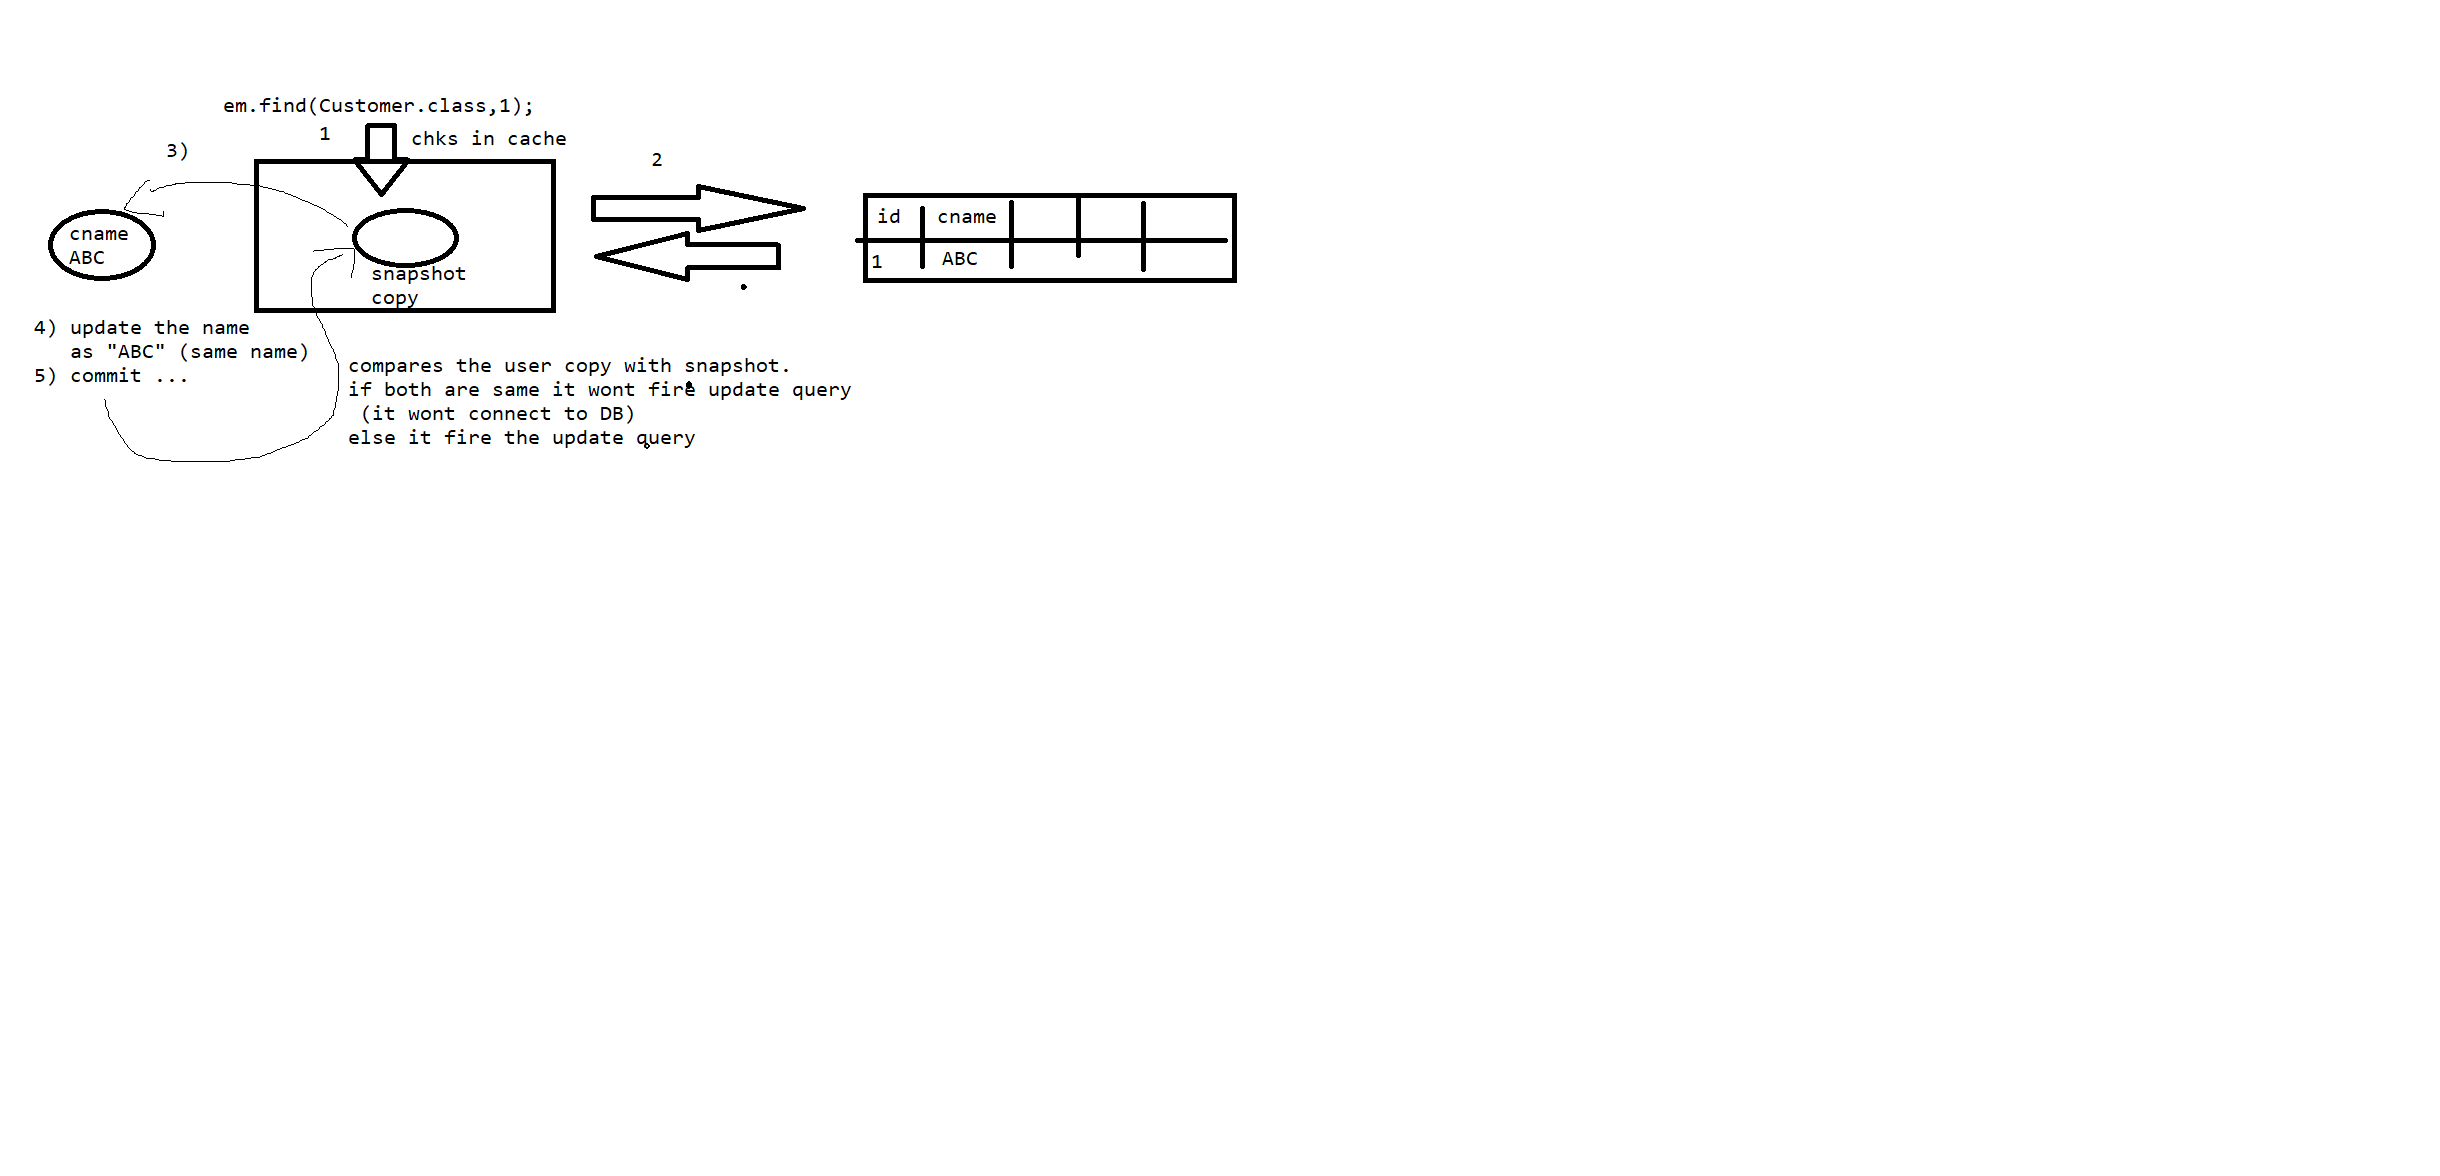 em.find(Customer.class,1);
1
chks in cache
3)
2
cname
ABC
snapshot
copy
id
cname
1
ABC
4) update the name
as "ABC" (same name)
5) commit ...
compares the user copy with snapshot.
if both are same it wont fire update query
(it wont connect to DB)
else it fire the update query